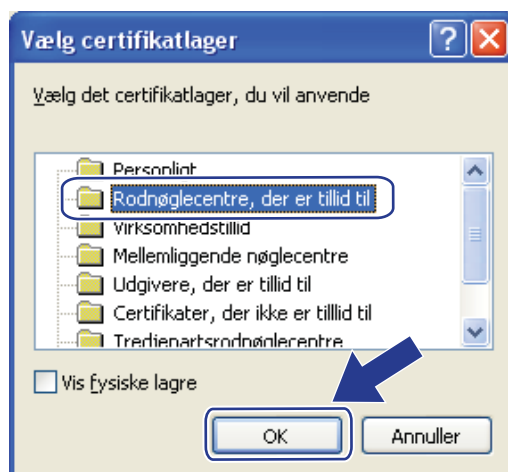 Vælg certifikatlager
Vælg det certifikatlager, du vil anvende
Personligt
Rodnøglecentre, der er tillid til
Virksomhedstillid
Mellemliggende nøglecentre
Udgivere, der er tillid til
Certifikater, der ikke er tilllid til
Tredjepartsrodnøglecentre
Vis fysiske lagre
OK Annuller